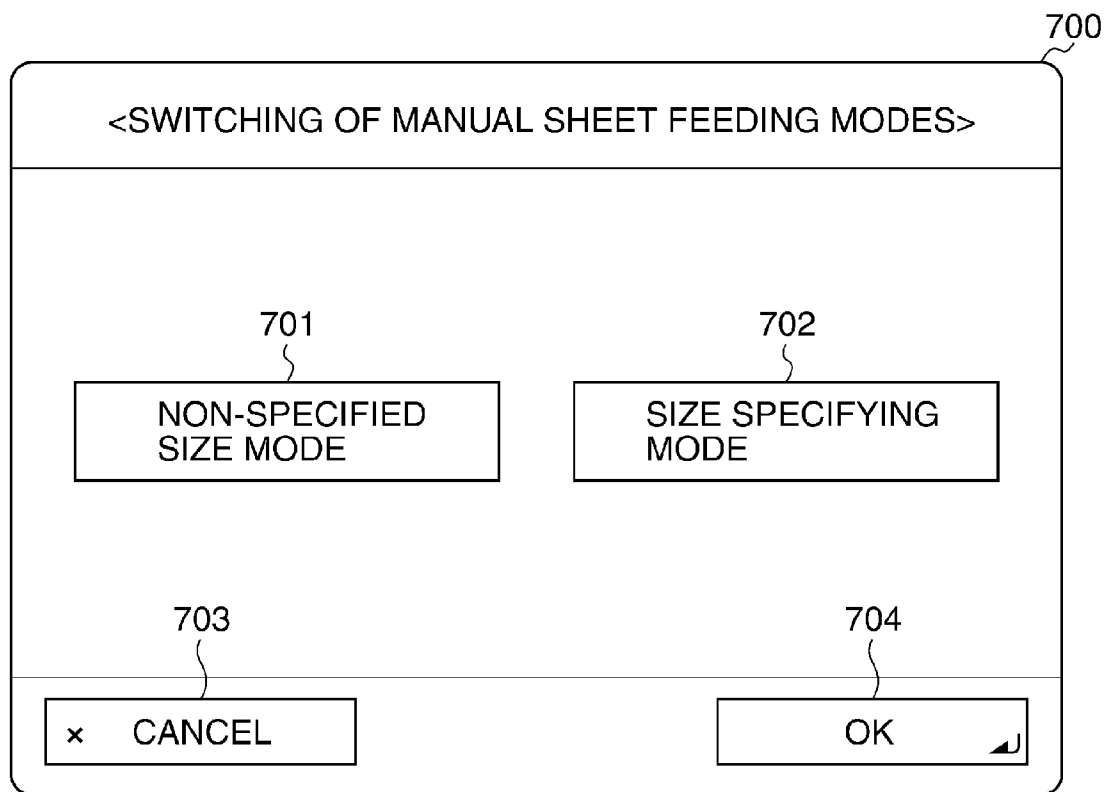 700
<SWITCHING OF MANUAL SHEET FEEDING MODES>
701
702
NON-SPECIFIED
SIZE MODE
SIZE SPECIFYING
MODE
703
704
× CANCEL
OK